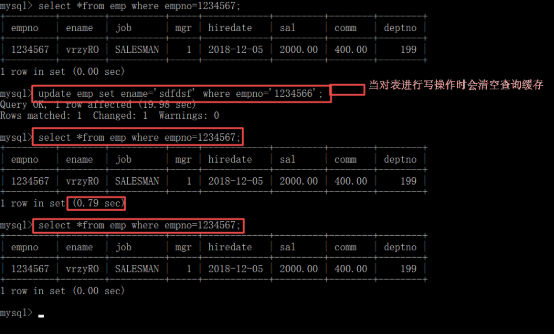 mysql> select *from emp where empno=1234567;
+---------+--------+----------+------+------------+---------+--------+--------+
| empno | ename | job | mgr | hiredate | sal | comm | deptno |
+---------+--------+----------+------+------------+---------+--------+--------+
| 1234567 | vrzyRO | SALESMAN | 1 | 2018-12-05 | 2000.00 | 400.00 | 199 |
+---------+--------+----------+------+------------+---------+--------+--------+
1 row in set (0.00 sec)
mysql> update emp set ename='sdfdsf' where empno='1234566'; 当对表进行写操作时会清空查询缓存
Query OK, 1 row affected (19.98 sec)
Rows matched: 1 Changed: 1 Warnings: 0
mysql> select *from emp where empno=1234567;
+---------+--------+----------+------+------------+---------+--------+--------+
| empno | ename | job | mgr | hiredate | sal | comm | deptno |
+---------+--------+----------+------+------------+---------+--------+--------+
| 1234567 | vrzyRO | SALESMAN | 1 | 2018-12-05 | 2000.00 | 400.00 | 199 |
+---------+--------+----------+------+------------+---------+--------+--------+
1 row in set (0.79 sec)
mysql> select *from emp where empno=1234567;
+---------+--------+----------+------+------------+---------+--------+--------+
| empno | ename | job | mgr | hiredate | sal | comm | deptno |
+---------+--------+----------+------+------------+---------+--------+--------+
| 1234567 | vrzyRO | SALESMAN | 1 | 2018-12-05 | 2000.00 | 400.00 | 199 |
+---------+--------+----------+------+------------+---------+--------+--------+
1 row in set (0.00 sec)
mysql> _